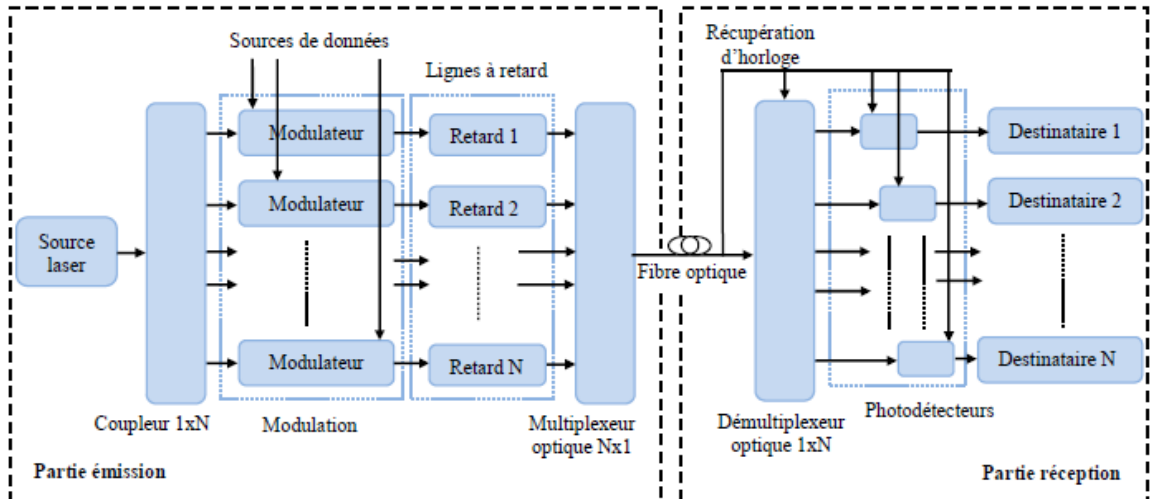 Sources de données
Lignes à retard
Récupération
d’horloge
Modulateur
Retard 1
Destinataire 1
Modulateur
Retard 2
Destinataire 2
Source
laser
Fibre optique
Modulateur
Retard N
Destinataire N
Coupleur 1xN
Modulation
Multiplexeur
optique Nx1
Démultiplexeur
optique 1xN
Photodétecteurs
Partie émission
Partie réception